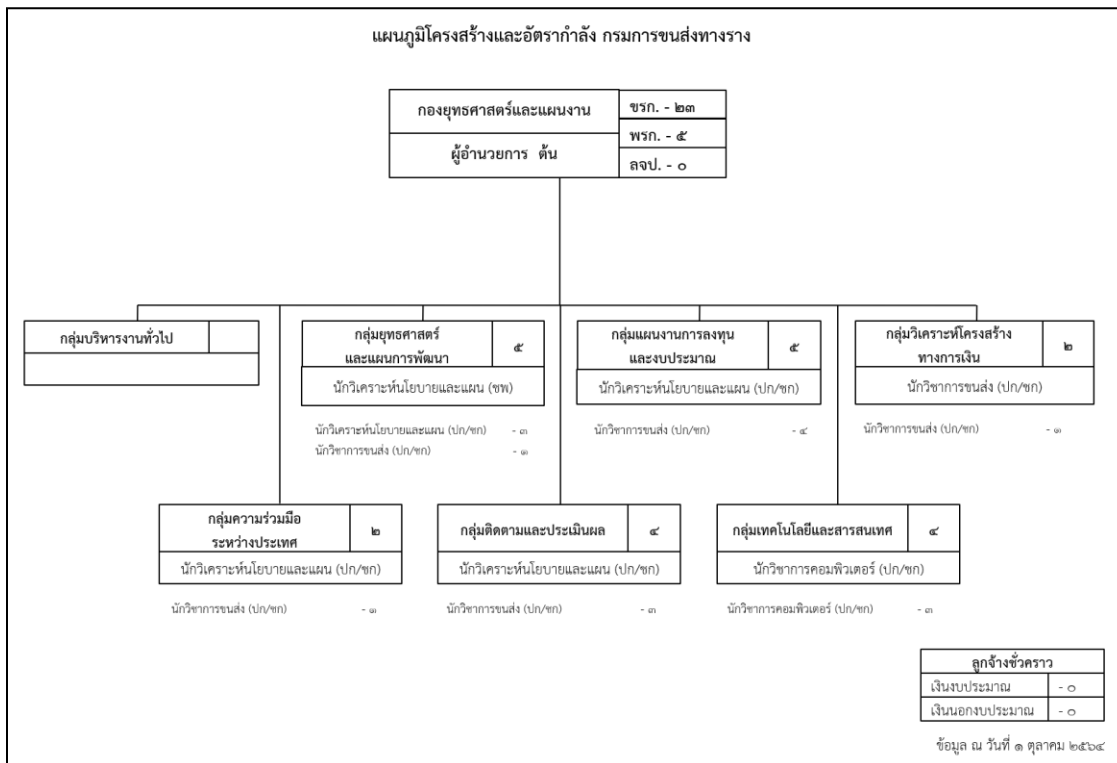 แผนภูมิโครงสร้างและอัตรากำลัง กรมการขนส่งทางราง
กองยุทธศาสตร์และแผนงาน
ขรก. - ๒๓
พรก. - ๕
ผู้อำนวยการ ต้น
ลจป. - ๐
กลุ่มบริหารงานทั่วไป
กลุ่มยุทธศาสตร์
และแผนการพัฒนา
๕
นักวิเคราะห์นโยบายและแผน (ชพ)
นักวิเคราะห์นโยบายและแผน (ปก/ชก) - ๓
นักวิชาการขนส่ง (ปก/ชก) - ๑
กลุ่มแผนงานการลงทุน
และงบประมาณ
๕
นักวิเคราะห์นโยบายและแผน (ปก/ชก)
นักวิชาการขนส่ง (ปก/ชก) - ๔
กลุ่มวิเคราะห์โครงสร้าง
ทางการเงิน
๒
นักวิชาการขนส่ง (ปก/ชก)
นักวิชาการขนส่ง (ปก/ชก) - ๑
กลุ่มความร่วมมือ
ระหว่างประเทศ
๒
นักวิเคราะห์นโยบายและแผน (ปก/ชก)
นักวิชาการขนส่ง (ปก/ชก) - ๑
กลุ่มติดตามและประเมินผล
๔
นักวิเคราะห์นโยบายและแผน (ปก/ชก)
นักวิชาการขนส่ง (ปก/ชก) - ๓
กลุ่มเทคโนโลยีและสารสนเทศ
๔
นักวิชาการคอมพิวเตอร์ (ปก/ชก)
นักวิชาการคอมพิวเตอร์ (ปก/ชก) - ๓
ลูกจ้างชั่วคราว
เงินงบประมาณ - ๐
เงินนอกงบประมาณ - ๐
ข้อมูล ณ วันที่ ๑ ตุลาคม ๒๕๖๔